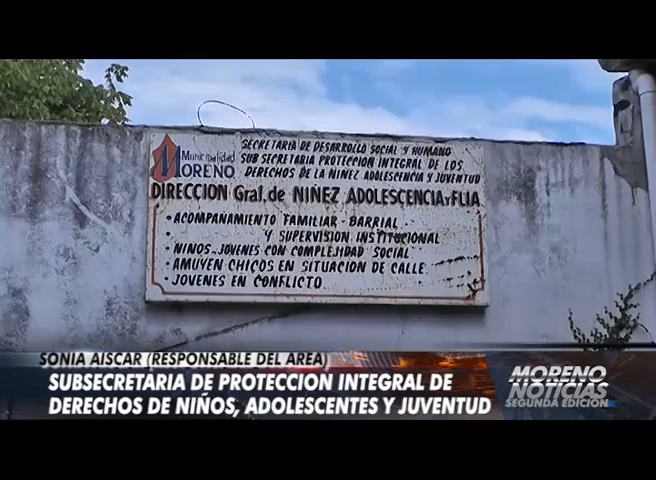 Municipalidad
MORENO
SECRETARIA DE DESARROLLO SOCIAL Y HUMANO
SUB SECRETARIA PROTECCION INTEGRAL DE LOS
DERECHOS DE LA NIÑEZ ADOLESCENCIA Y JUVENTUD
DIRECCION Gral. de NIÑEZ ADOLESCENCIA Y FLIA
• ACOMPAÑAMIENTO FAMILIAR - BARRIAL
Y SUPERVISION INSTITUCIONAL
• NIÑOS.. JOVENES CON COMPLEJIDAD SOCIAL
• AMUYEN CHICOS EN SITUACION DE CALLE
• JOVENES EN CONFLICTO
SONIA AISCAR (RESPONSABLE DEL AREA)
SUBSECRETARIA DE PROTECCION INTEGRAL DE
DERECHOS DE NIÑOS, ADOLESCENTES Y JUVENTUD
MORENO
NOTICIAS
SEGUNDA EDICION